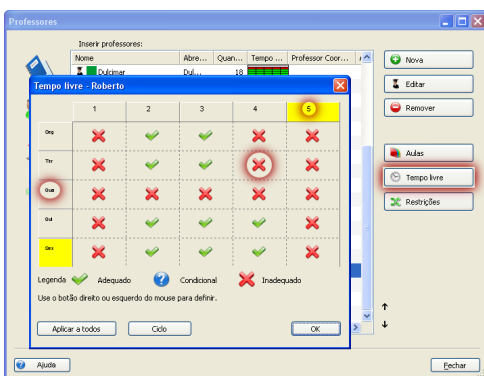 Professores
Inserir professores:
Nome Abre... Quan... Tempo ... Professor Coor...
Dulcimar Dul... 18
Tempo livre - Roberto
1 2 3 4 5
Ter
Qua
Qui
Sex
Legenda Adequado Condicional Inadequado
Use o botão direito ou esquerdo do mouse para definir.
Aplicar a todos Ciclo OK
Nova
Editar
Remover
Aulas
Tempo livre
Restrições
Ajuda Fechar